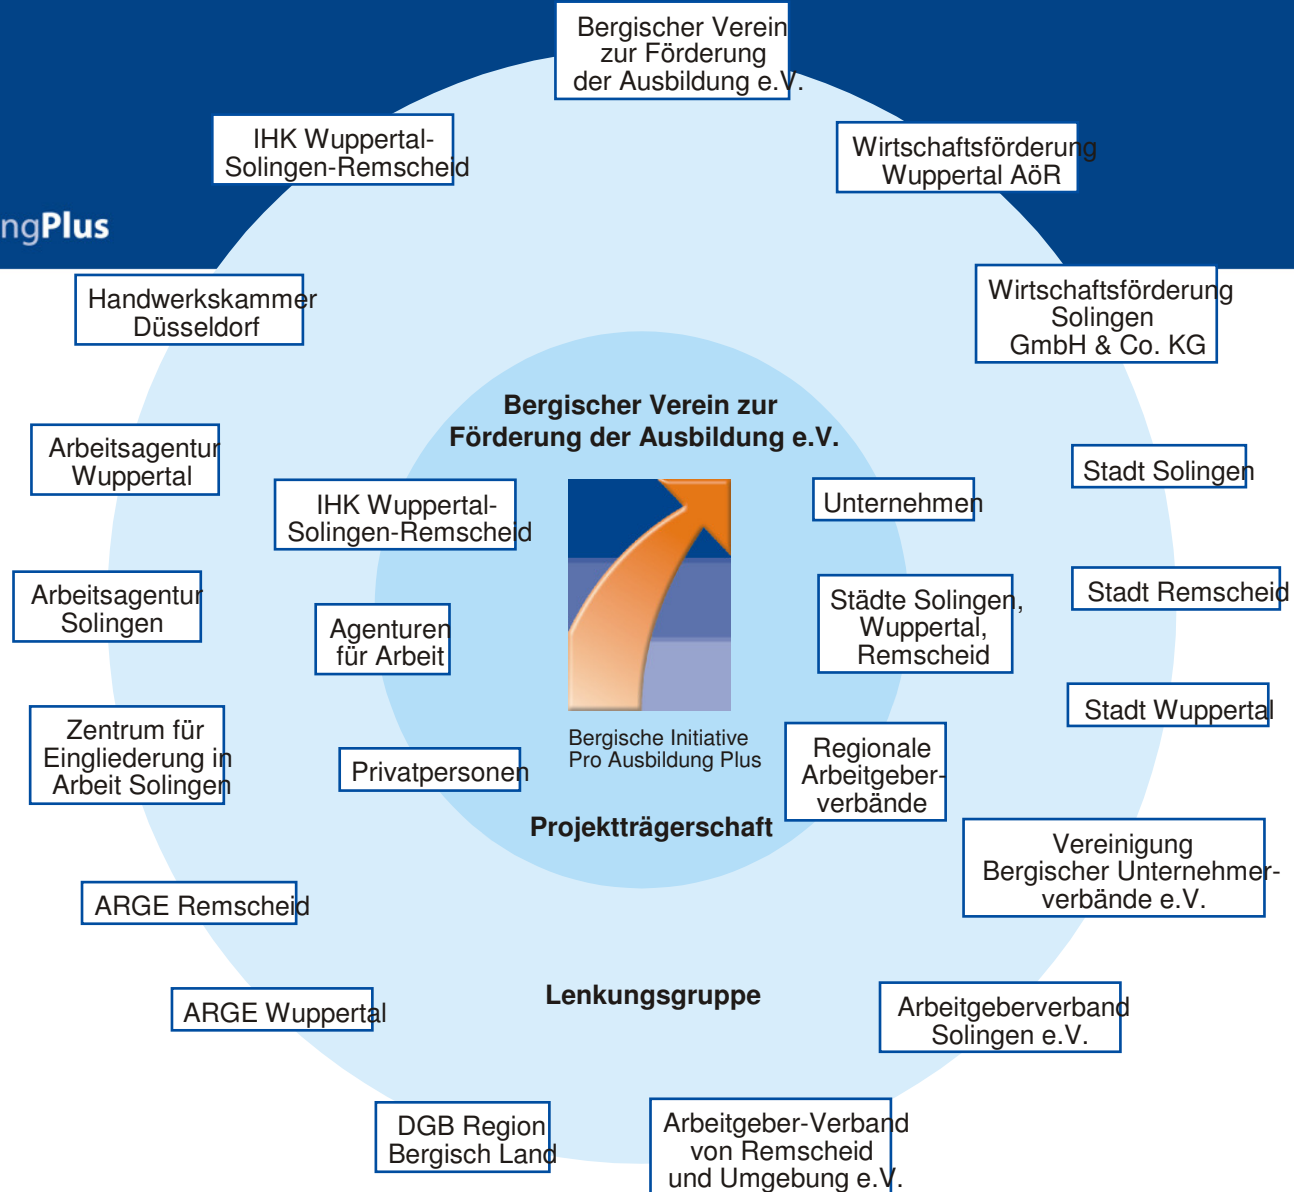 Bergischer Verein
zur Förderung
der Ausbildung e.V.
IHK Wuppertal-
Solingen-Remscheid
Wirtschaftsförderung
Wuppertal AöR
ngPlus
Handwerkskammer
Düsseldorf
Wirtschaftsförderung
Solingen
GmbH & Co. KG
Bergischer Verein zur
Förderung der Ausbildung e.V.
Arbeitsagentur
Wuppertal
Stadt Solingen
IHK Wuppertal-
Solingen-Remscheid
Unternehmen
Arbeitsagentur
Solingen
Stadt Remscheid
Agenturen
für Arbeit
Städte Solingen,
Wuppertal,
Remscheid
Stadt Wuppertal
Zentrum für
Eingliederung in
Arbeit Solingen
Privatpersonen
Bergische Initiative
Pro Ausbildung Plus
Regionale
Arbeitgeber-
verbände
Projektträgerschaft
Vereinigung
Bergischer Unternehmer-
verbände e.V.
ARGE Remscheid
Lenkungsgruppe
ARGE Wuppertal
Arbeitgeberverband
Solingen e.V.
DGB Region
Bergisch Land
Arbeitgeber-Verband
von Remscheid
und Umgebung e.V.